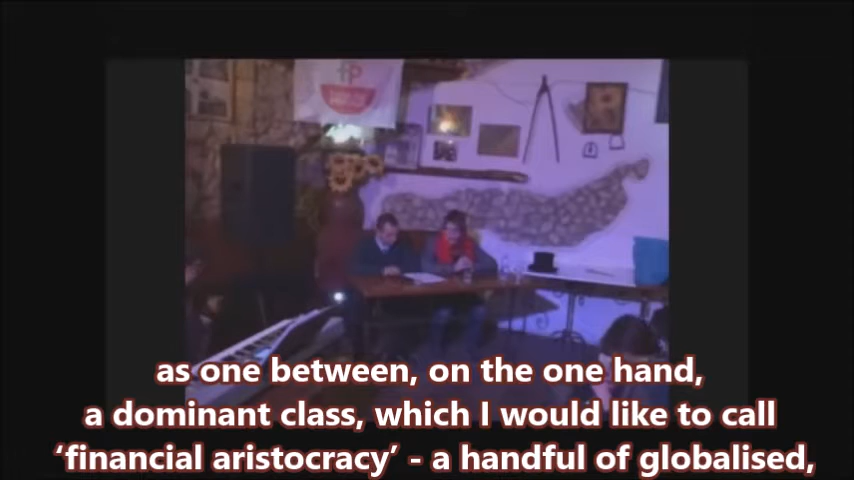 as one between, on the one hand,
a dominant class, which I would like to call
‘financial aristocracy’ - a handful of globalised,